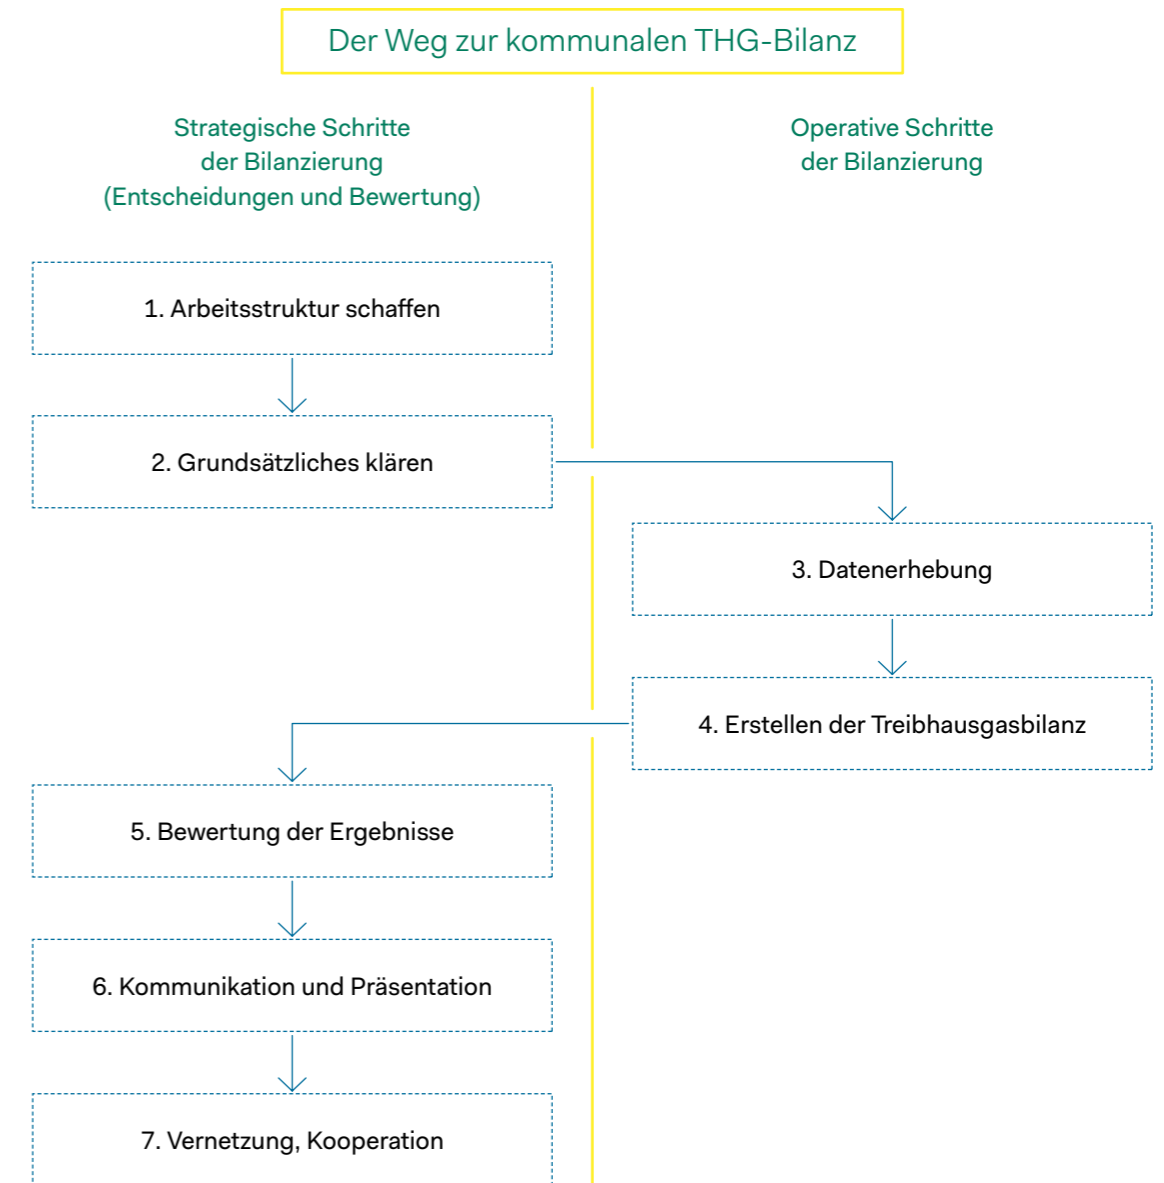 Der Weg zur kommunalen THG-Bilanz
Strategische Schritte
der Bilanzierung
(Entscheidungen und Bewertung)
Operative Schritte
der Bilanzierung
1. Arbeitsstruktur schaffen
2. Grundsätzliches klären
3. Datenerhebung
4. Erstellen der Treibhausgasbilanz
5. Bewertung der Ergebnisse
6. Kommunikation und Präsentation
7. Vernetzung, Kooperation